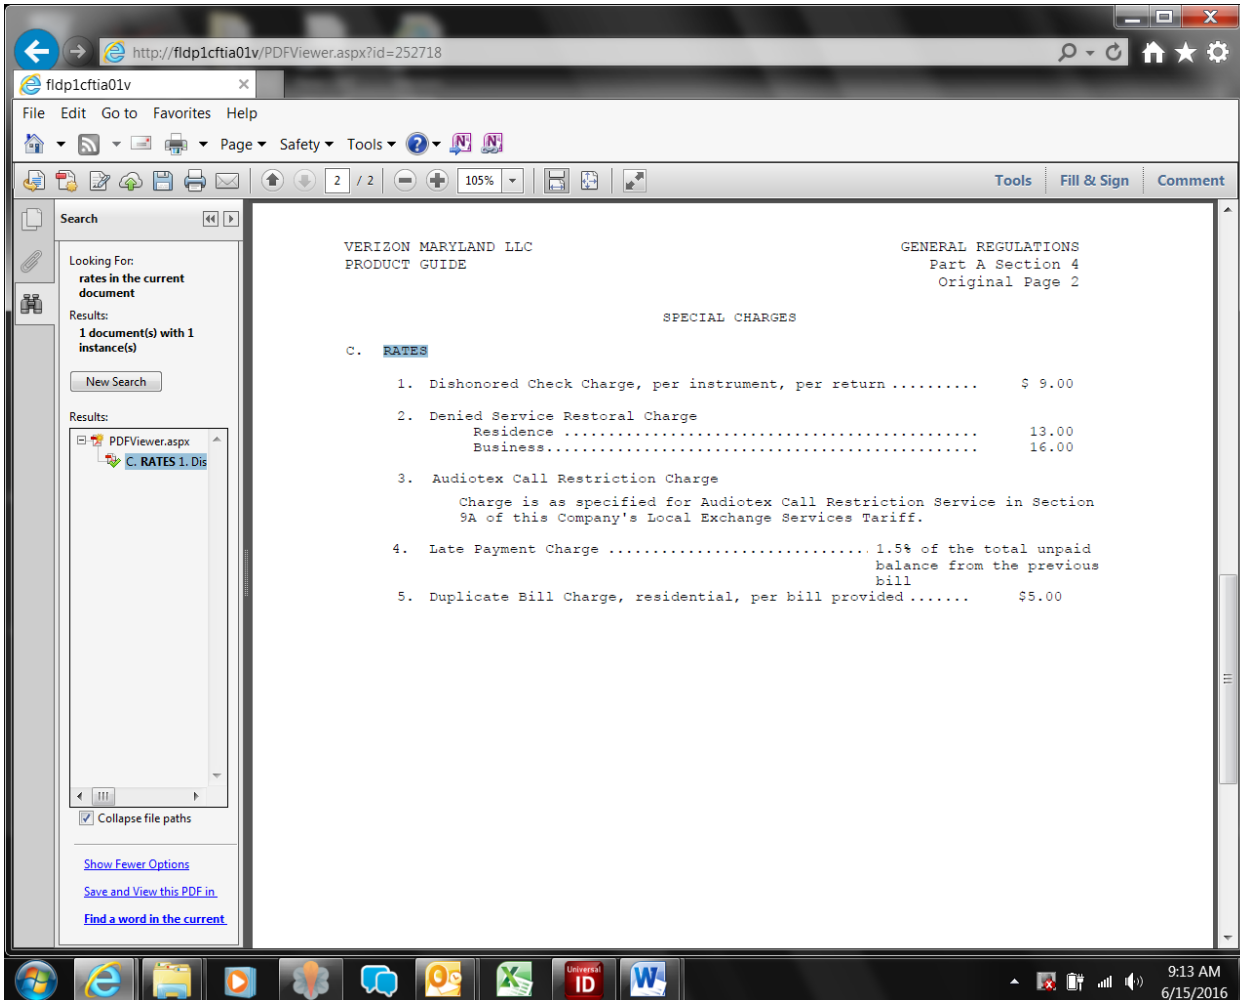 http://fldp1cftia01v/PDFViewer.aspx?id=252718
fldp1cftia01v
File Edit Go to Favorites Help
Page Safety Tools
2 / 2 105% Tools Fill & Sign Comment
Search
Looking For:
rates in the current
document
Results:
1 document(s) with 1
instance(s)
New Search
Results:
PDFViewer.aspx
C. RATES 1. Dis
Collapse file paths
Show Fewer Options
Save and View this PDF in
Find a word in the current
VERIZON MARYLAND LLC GENERAL REGULATIONS
PRODUCT GUIDE Part A Section 4
Original Page 2
SPECIAL CHARGES
C. RATES
1. Dishonored Check Charge, per instrument, per return .......... $ 9.00
2. Denied Service Restoral Charge
Residence ............................................... 13.00
Business................................................. 16.00
3. Audiotex Call Restriction Charge
Charge is as specified for Audiotex Call Restriction Service in Section
9A of this Company's Local Exchange Services Tariff.
4. Late Payment Charge .............................. 1.5% of the total unpaid
balance from the previous
bill
5. Duplicate Bill Charge, residential, per bill provided ....... $5.00
Universal
ID
9:13 AM
6/15/2016